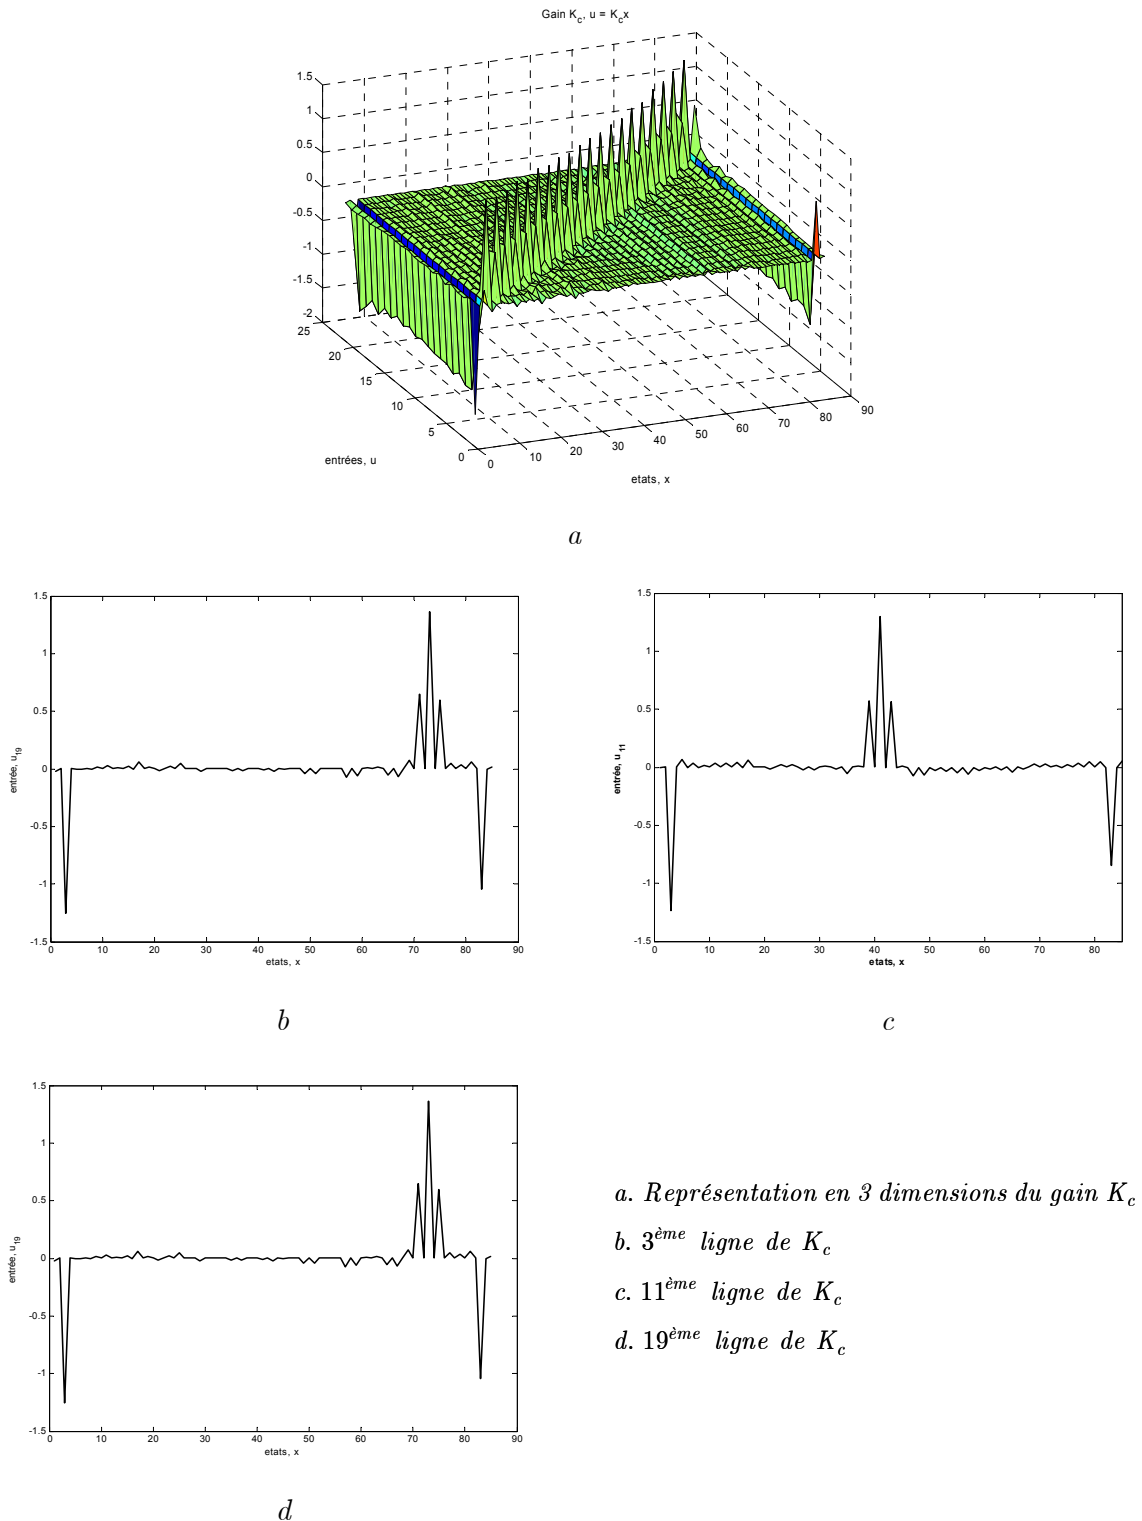 Gain K_c, u = K_c x
1.5
1
0.5
0
-0.5
-1
-1.5
-2
25
20
15
10
5
0
0
10
20
30
40
50
60
70
80
90
entrées, u
etats, x
a
1.5
1
0.5
0
-0.5
-1
-1.5
0 10 20 30 40 50 60 70 80 90
entrée, u_19
etats, x
b
1.5
1
0.5
0
-0.5
-1
-1.5
0 10 20 30 40 50 60 70 80
entrée, u_11
etats, x
c
1.5
1
0.5
0
-0.5
-1
-1.5
0 10 20 30 40 50 60 70 80 90
entrée, u_19
etats, x
d
a. Représentation en 3 dimensions du gain K_c
b. 3ème ligne de K_c
c. 11ème ligne de K_c
d. 19ème ligne de K_c